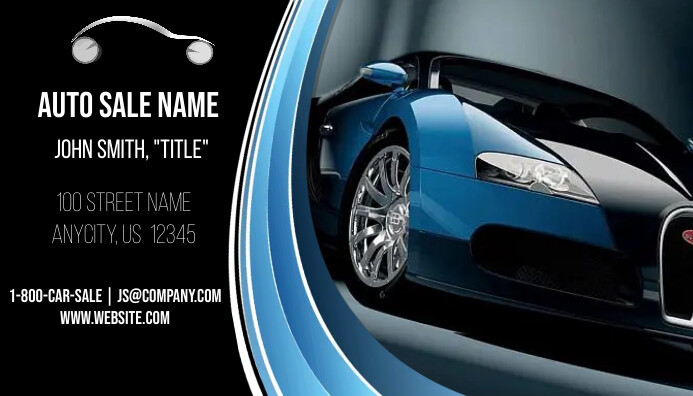 AUTO SALE NAME
JOHN SMITH, "TITLE"
100 STREET NAME
ANYCITY, US 12345
1-800-CAR-SALE | JS@COMPANY.COM
WWW.WEBSITE.COM